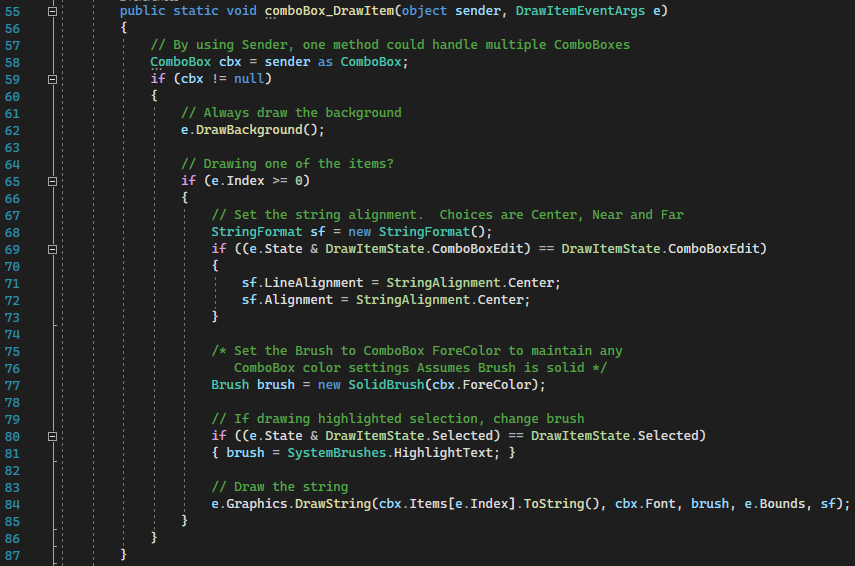 55 public static void comboBox_DrawItem(object sender, DrawItemEventArgs e)
56 {
57 // By using Sender, one method could handle multiple ComboBoxes
58 ComboBox cbx = sender as ComboBox;
59 if (cbx != null)
60 {
61 // Always draw the background
62 e.DrawBackground();
63
64 // Drawing one of the items?
65 if (e.Index >= 0)
66 {
67 // Set the string alignment.  Choices are Center, Near and Far
68 StringFormat sf = new StringFormat();
69 if ((e.State & DrawItemState.ComboBoxEdit) == DrawItemState.ComboBoxEdit)
70 {
71 sf.LineAlignment = StringAlignment.Center;
72 sf.Alignment = StringAlignment.Center;
73 }
74
75 /* Set the Brush to ComboBox ForeColor to maintain any
76 ComboBox color settings Assumes Brush is solid */
77 Brush brush = new SolidBrush(cbx.ForeColor);
78
79 // If drawing highlighted selection, change brush
80 if ((e.State & DrawItemState.Selected) == DrawItemState.Selected)
81 { brush = SystemBrushes.HighlightText; }
82
83 // Draw the string
84 e.Graphics.DrawString(cbx.Items[e.Index].ToString(), cbx.Font, brush, e.Bounds, sf);
85 }
86 }
87 }